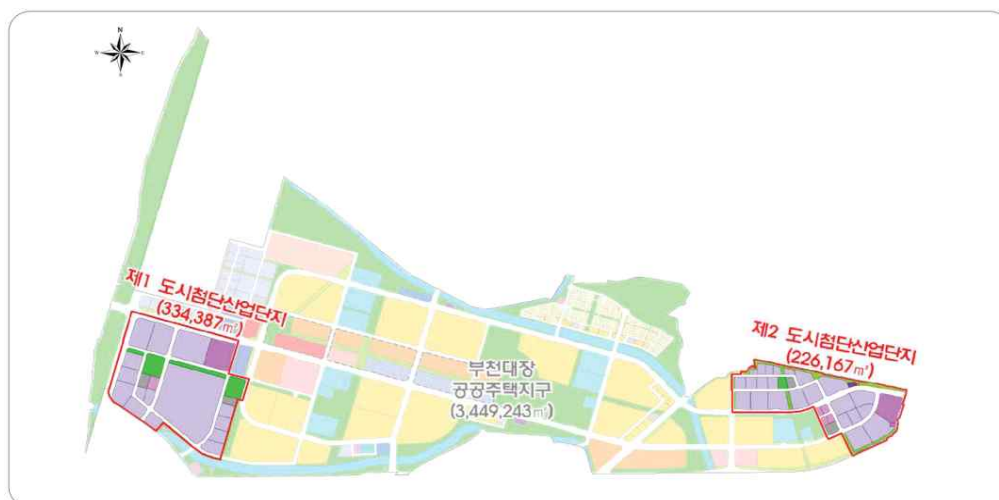 N
W
E
S
제1 도시첨단산업단지
(334,387㎡)
부천대장
공공주택지구
(3,449,243㎡)
제2 도시첨단산업단지
(226,167㎡)